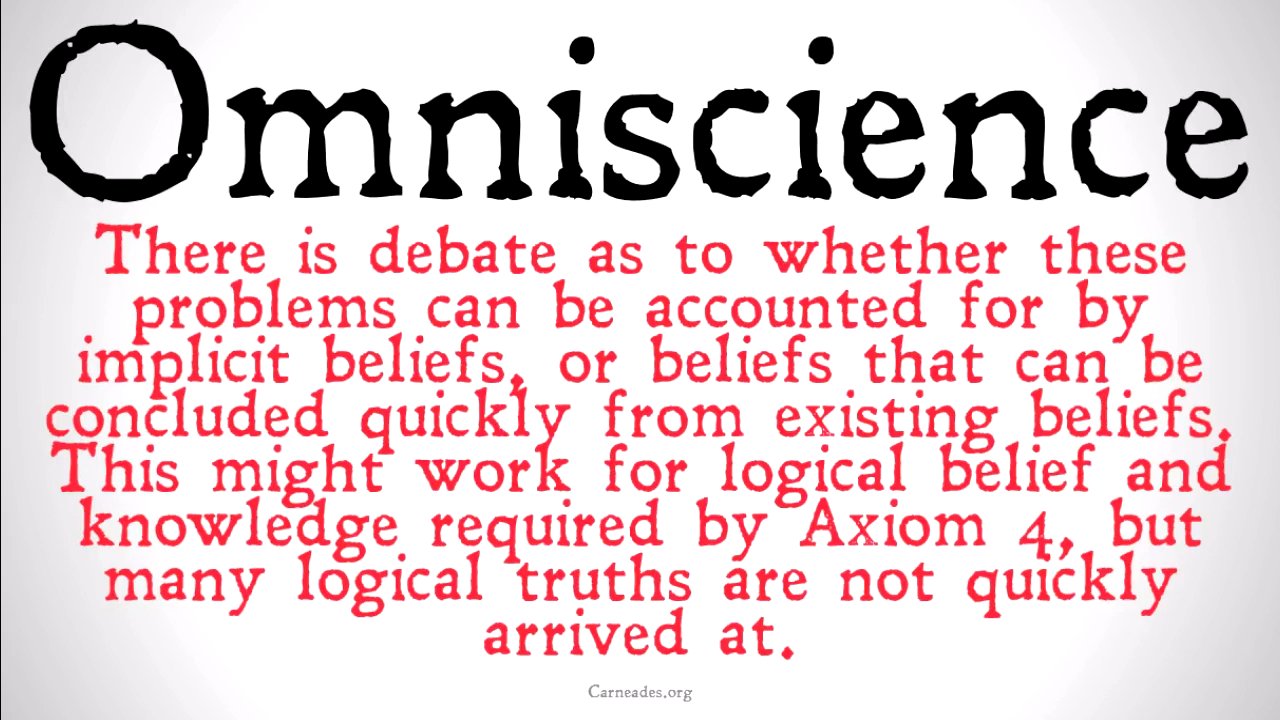 Omniscience
There is debate as to whether these
problems can be accounted for by
implicit beliefs, or beliefs that can be
concluded quickly from existing beliefs.
This might work for logical belief and
knowledge required by Axiom 4, but
many logical truths are not quickly
arrived at.
Carneades.org